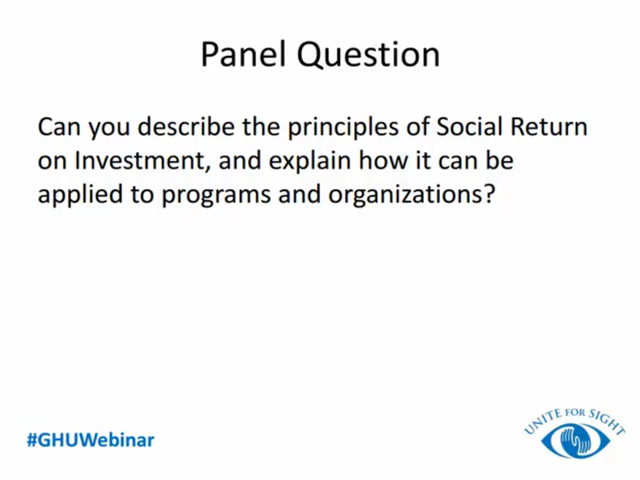 Panel Question
Can you describe the principles of Social Return
on Investment, and explain how it can be
applied to programs and organizations?
#GHUWebinar
UNITE FOR SIGHT